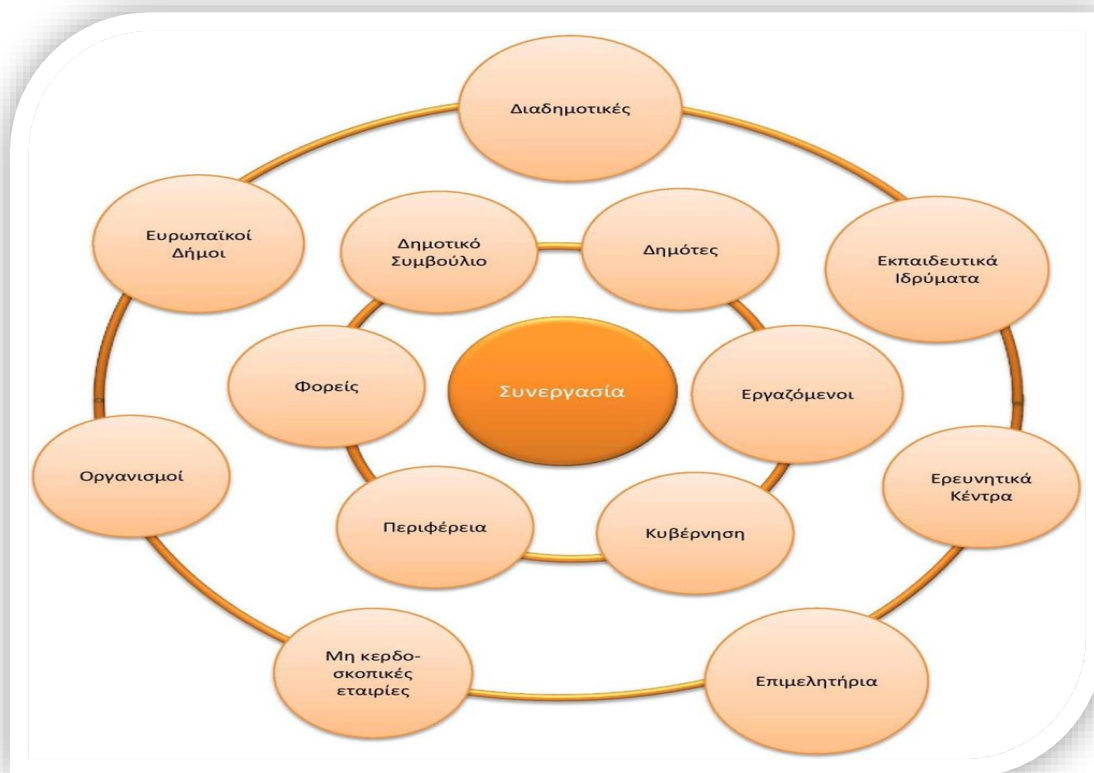 Διαδημοτικές
Ευρωπαϊκοί
Δήμοι
Δημοτικό
Συμβούλιο
Δημότες
Εκπαιδευτικά
Ιδρύματα
Φορείς
Συνεργασία
Εργαζόμενοι
Οργανισμοί
Ερευνητικά
Κέντρα
Περιφέρεια
Κυβέρνηση
Μη κερδο-
σκοπικές
εταιρίες
Επιμελητήρια